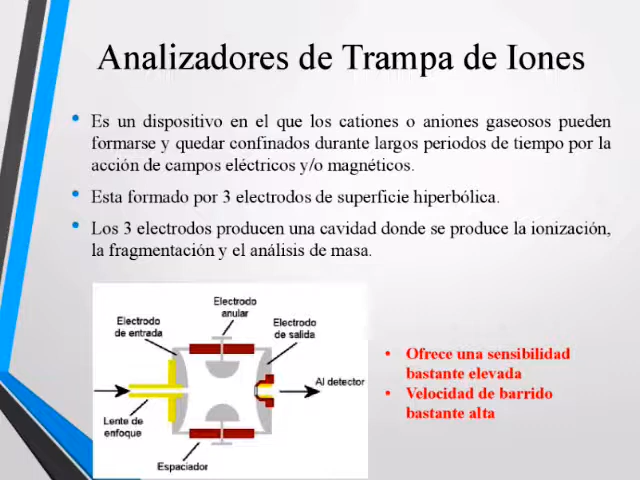 Analizadores de Trampa de Iones
• Es un dispositivo en el que los cationes o aniones gaseosos pueden
formarse y quedar confinados durante largos periodos de tiempo por la
acción de campos eléctricos y/o magnéticos.
• Esta formado por 3 electrodos de superficie hiperbólica.
• Los 3 electrodos producen una cavidad donde se produce la ionización,
la fragmentación y el análisis de masa.
Electrodo
anular
Electrodo
de entrada
Electrodo
de salida
Al detector
Lente de
enfoque
Espaciador
• Ofrece una sensibilidad
bastante elevada
• Velocidad de barrido
bastante alta